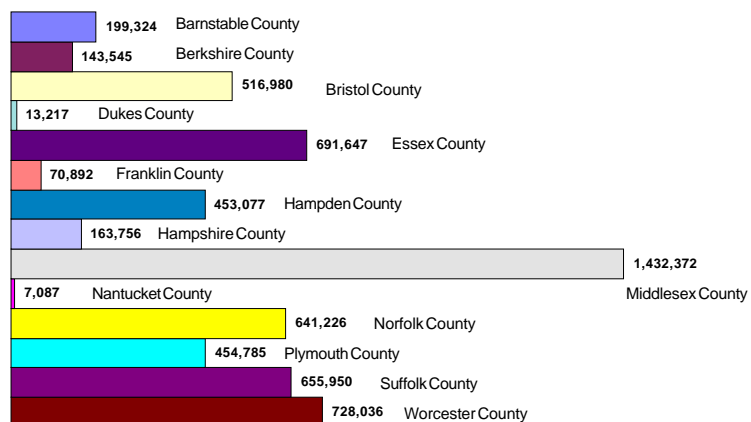 199,324 Barnstable County
143,545 Berkshire County
516,980 Bristol County
13,217 Dukes County
691,647 Essex County
70,892 Franklin County
453,077 Hampden County
163,756 Hampshire County
1,432,372
Middlesex County
7,087 Nantucket County
641,226 Norfolk County
454,785 Plymouth County
655,950 Suffolk County
728,036 Worcester County